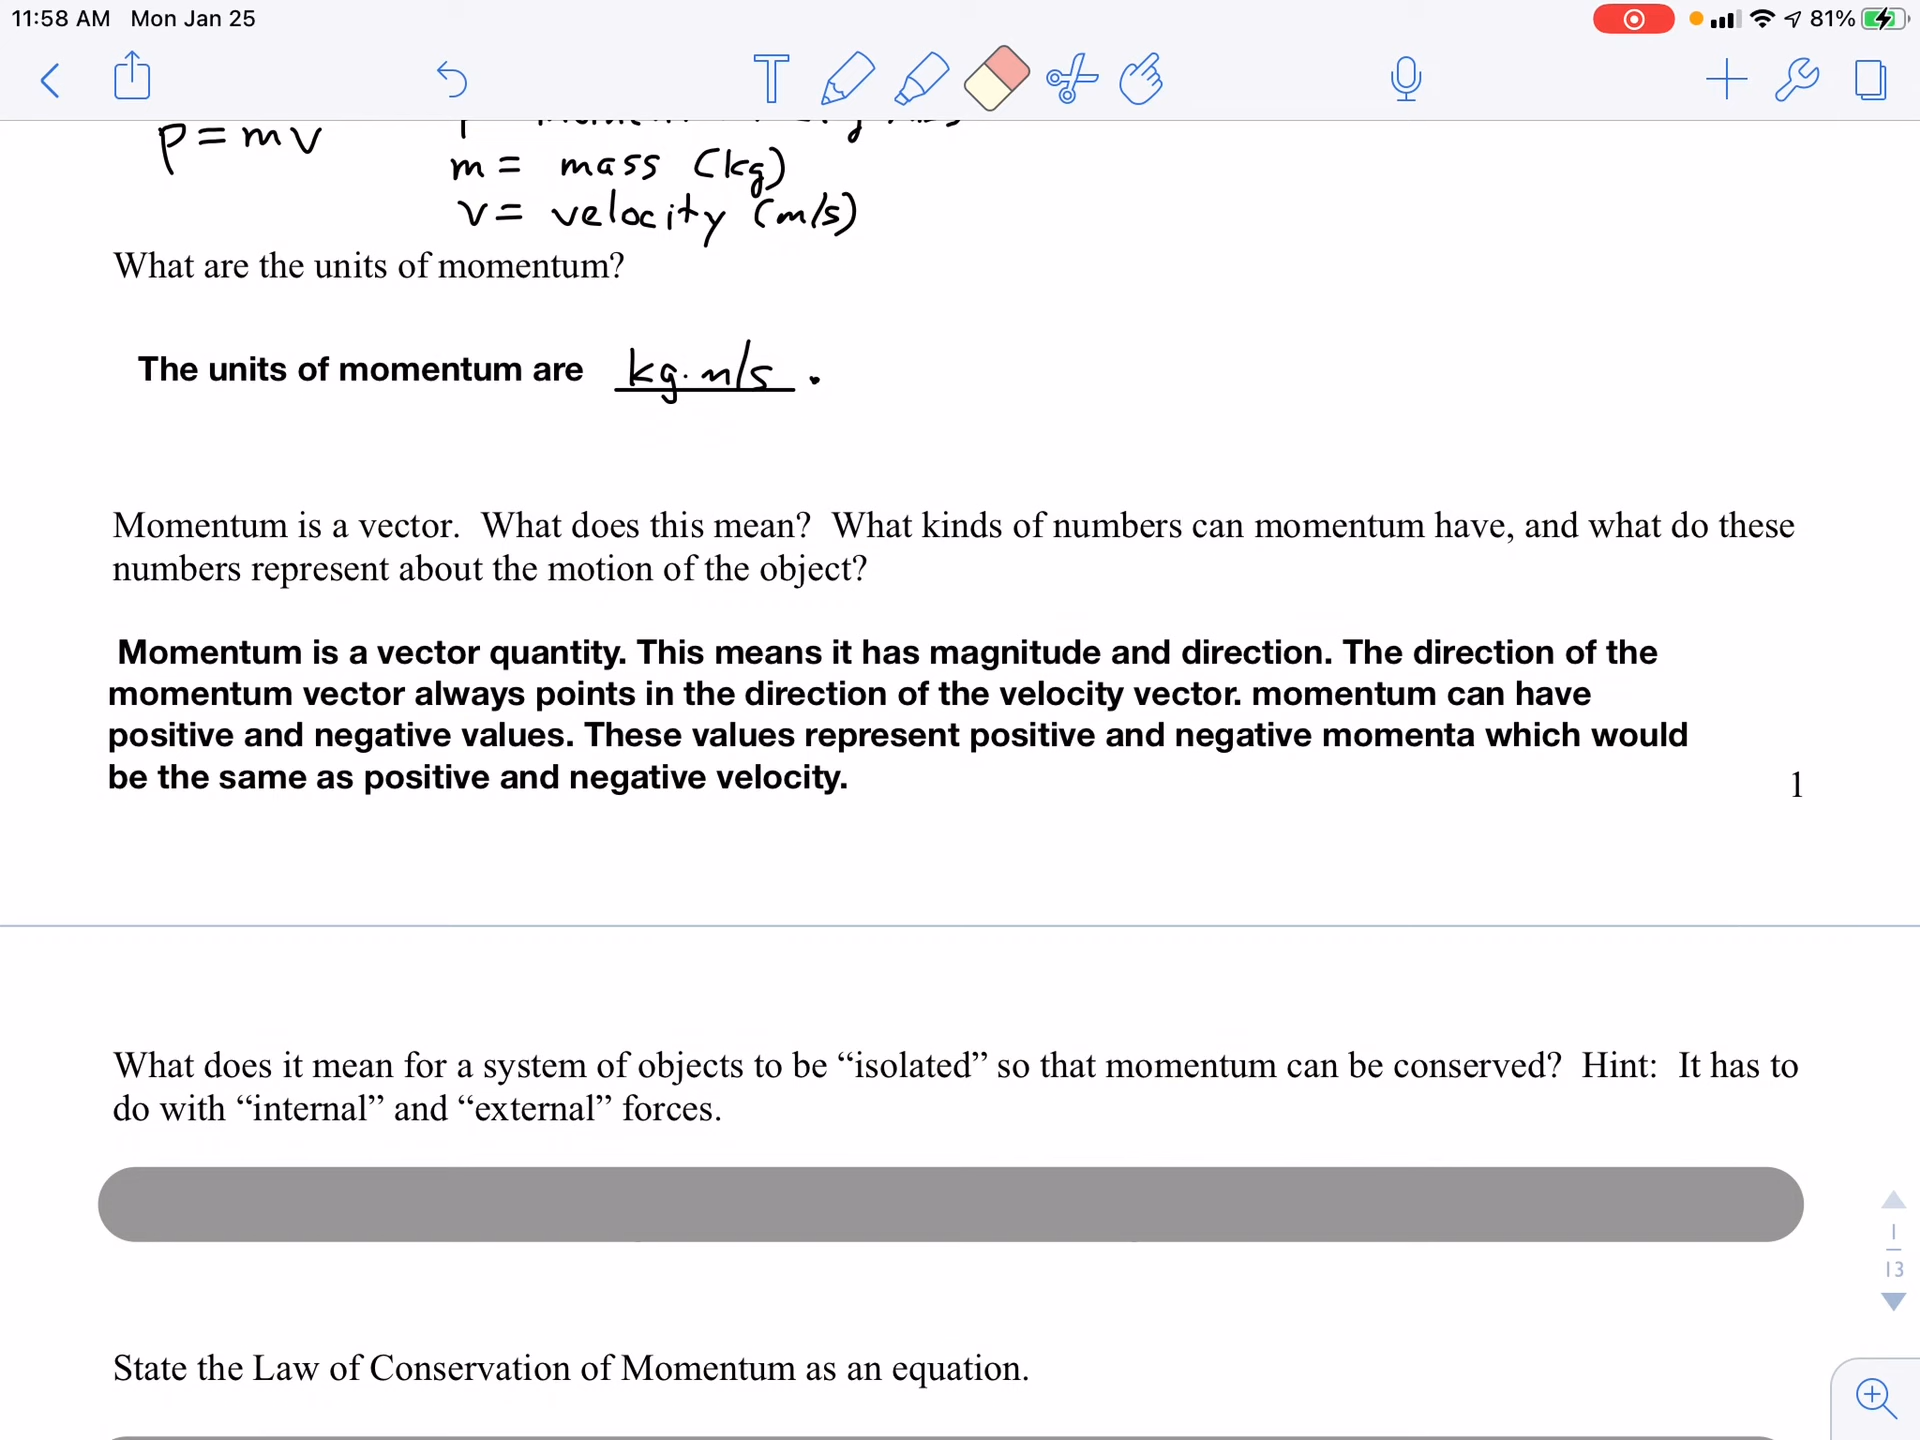 11:58 AM Mon Jan 25
81%
T
p = mv
m = mass (kg)
v = velocity (m/s)
What are the units of momentum?
The units of momentum are kg·m/s .
Momentum is a vector. What does this mean? What kinds of numbers can momentum have, and what do these
numbers represent about the motion of the object?
Momentum is a vector quantity. This means it has magnitude and direction. The direction of the
momentum vector always points in the direction of the velocity vector. momentum can have
positive and negative values. These values represent positive and negative momenta which would
be the same as positive and negative velocity.
1
What does it mean for a system of objects to be “isolated” so that momentum can be conserved? Hint: It has to
do with “internal” and “external” forces.
1
13
State the Law of Conservation of Momentum as an equation.